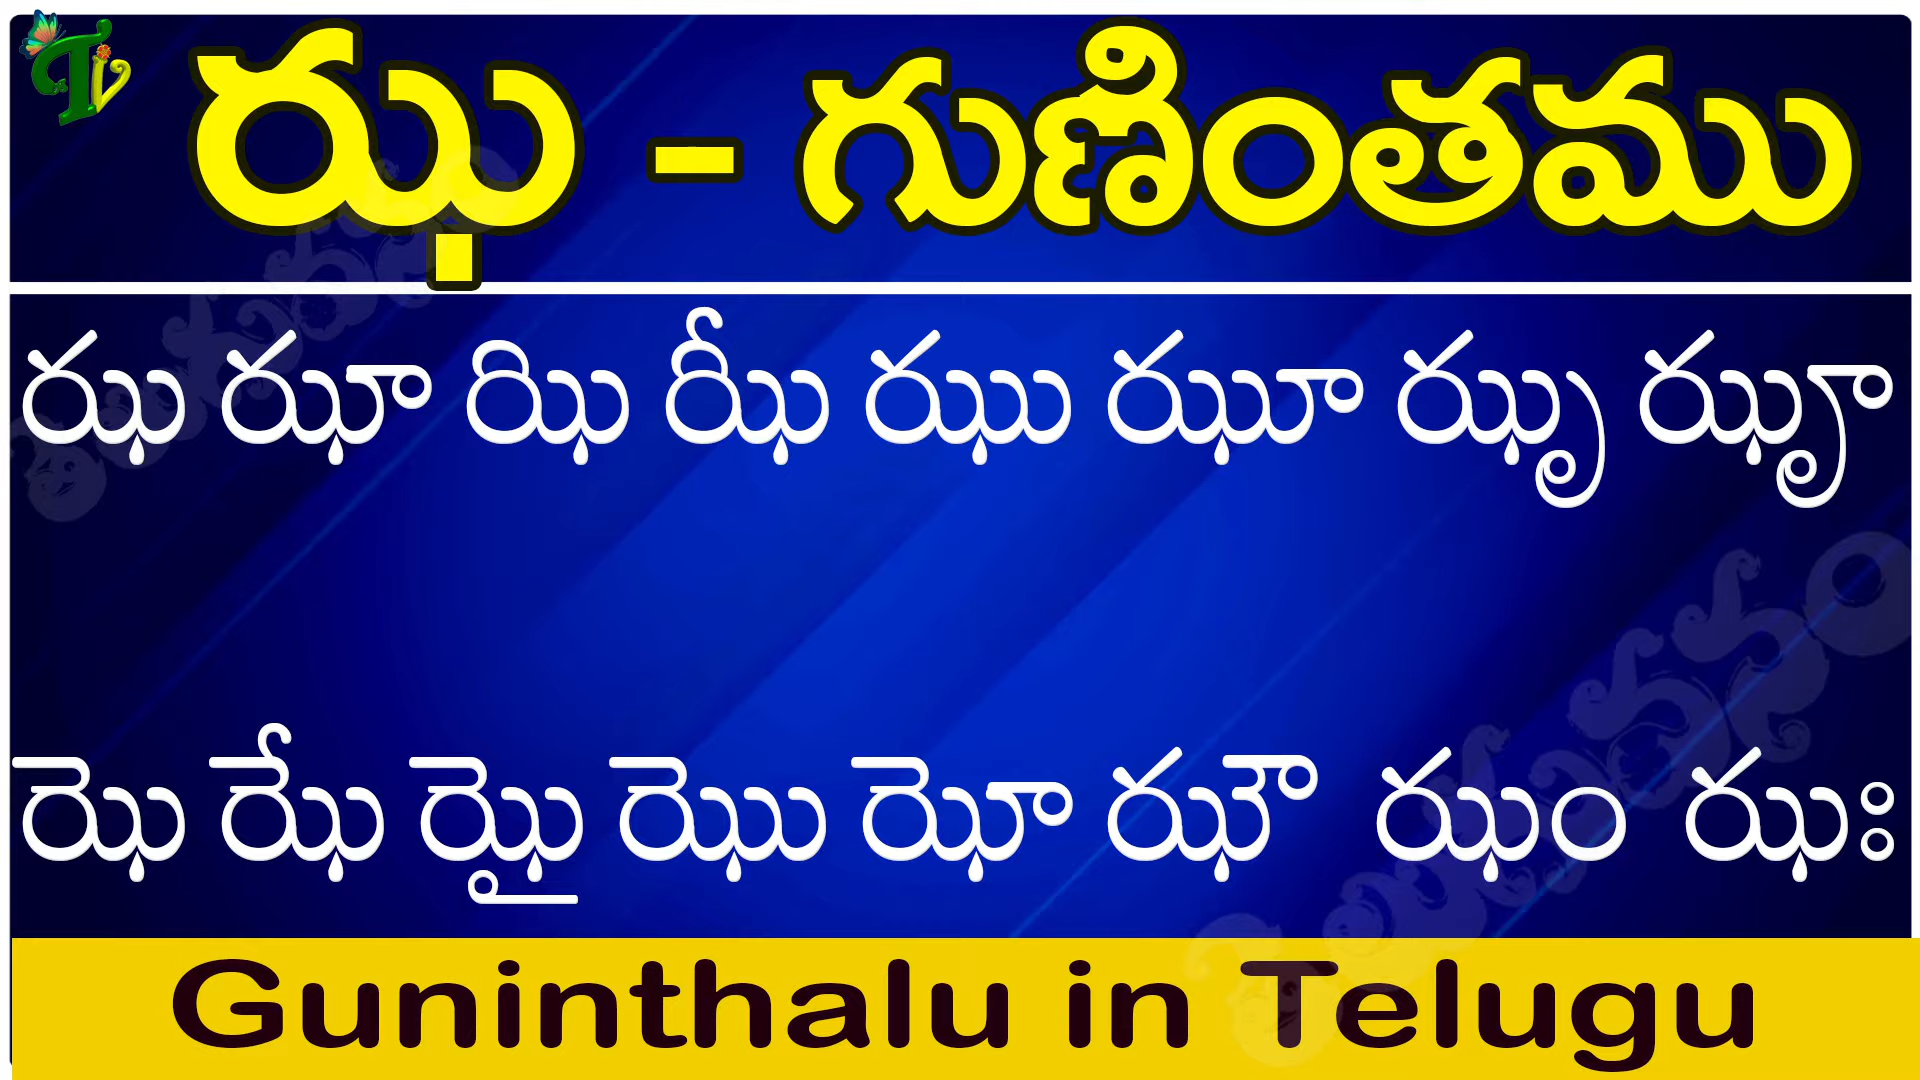 ఝ - గుణింతము
ఝ ఝా ఝి ఝీ ఝు ఝూ ఝృ ఝౄ
ఝె ఝే ఝై ఝొ ఝో ఝౌ ఝం ఝః
Guninthalu in Telugu